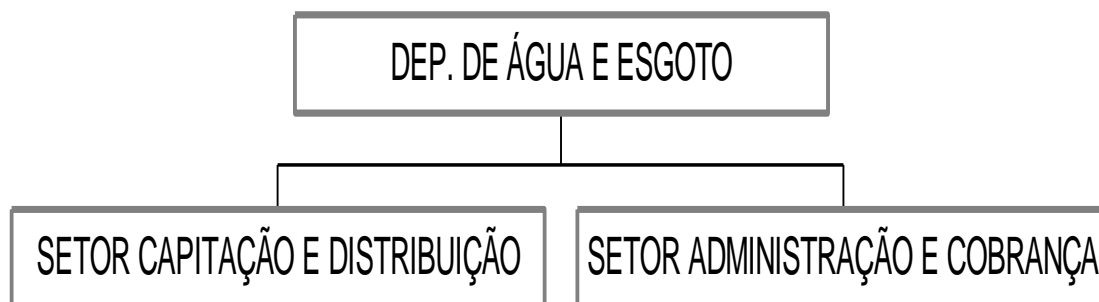 DEP. DE ÁGUA E ESGOTO
SETOR CAPITAÇÃO E DISTRIBUIÇÃO
SETOR ADMINISTRAÇÃO E COBRANÇA